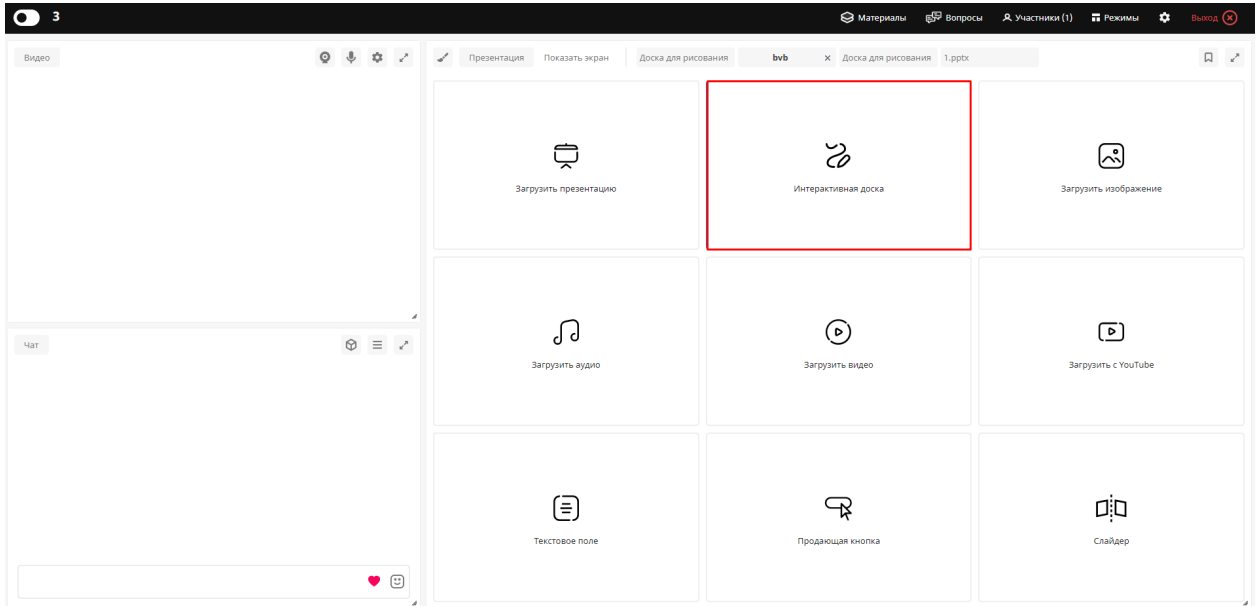 3 Материалы Вопросы Участники (1) Режимы Выход
Видео
Презентация Показать экран Доска для рисования bvb × Доска для рисования 1.pptx
Загрузить презентацию Интерактивная доска Загрузить изображение
Загрузить аудио Загрузить видео Загрузить с YouTube
Чат
Текстовое поле Продающая кнопка Слайдер